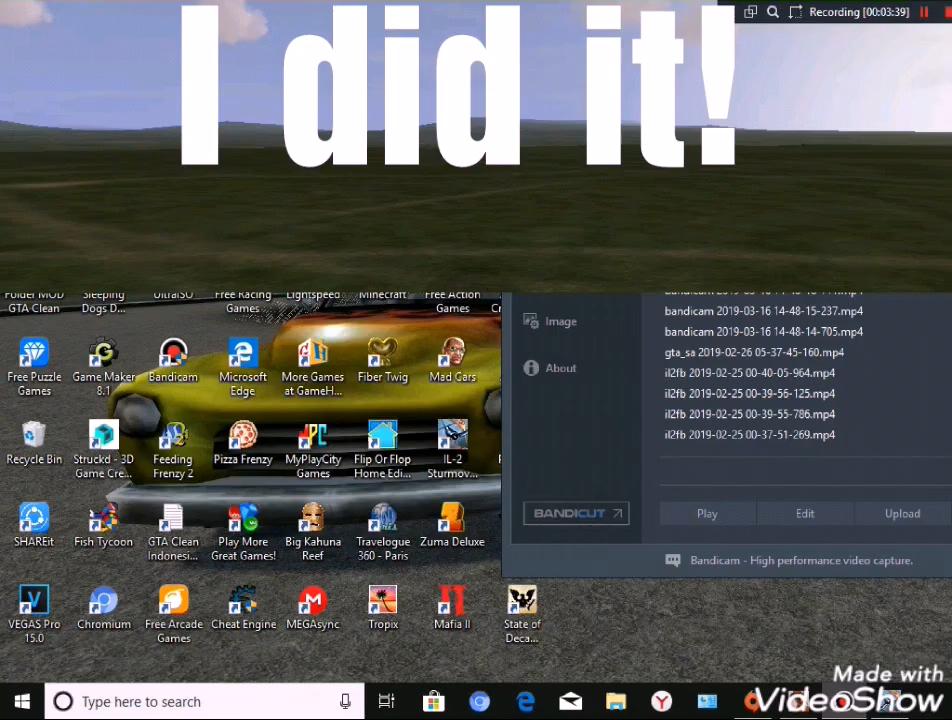 I did it!
Recording [00:03:39]
Folder MOD
GTA Clean
Sleeping
Dogs D...
UltraISO
Free Racing
Games
Lightspeed
Minecraft
Free Action
Games
bandicam 2019-03-16 14-48-15-237.mp4
bandicam 2019-03-16 14-48-14-705.mp4
gta_sa 2019-02-26 05-37-45-160.mp4
il2fb 2019-02-25 00-40-05-964.mp4
il2fb 2019-02-25 00-39-56-125.mp4
il2fb 2019-02-25 00-39-55-786.mp4
il2fb 2019-02-25 00-37-51-269.mp4
Image
About
Free Puzzle
Games
Game Maker
8.1
Bandicam
Microsoft
Edge
More Games
at GameH...
Fiber Twig
Mad Cars
Recycle Bin
Struckd - 3D
Game Cre...
Feeding
Frenzy 2
Pizza Frenzy
MyPlayCity
Games
Flip Or Flop
Home Edi...
IL-2
Sturmov...
BANDICUT
Play
Edit
Upload
SHAREit
Fish Tycoon
GTA Clean
Indonesi...
Play More
Great Games!
Big Kahuna
Reef
Travelogue
360 - Paris
Zuma Deluxe
Bandicam - High performance video capture.
VEGAS Pro
15.0
Chromium
Free Arcade
Games
Cheat Engine
MEGAsync
Tropix
Mafia II
State of
Deca...
Type here to search
Made with
VideoShow